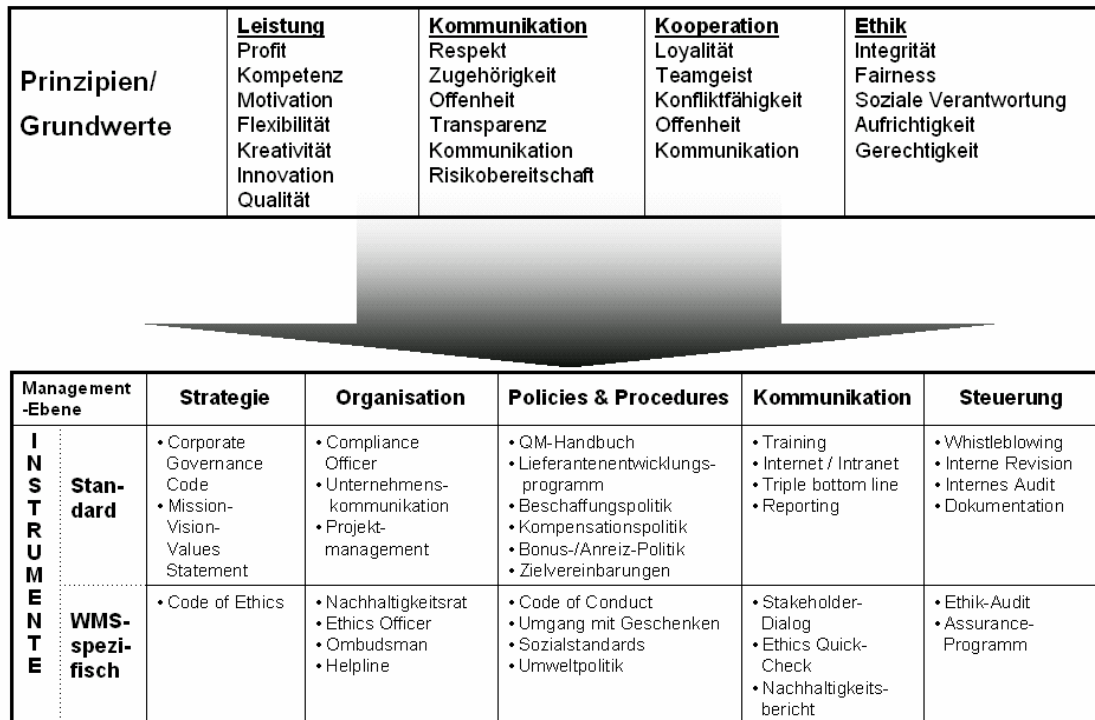 Prinzipien/
Grundwerte
Leistung
Profit
Kompetenz
Motivation
Flexibilität
Kreativität
Innovation
Qualität
Kommunikation
Respekt
Zugehörigkeit
Offenheit
Transparenz
Kommunikation
Risikobereitschaft
Kooperation
Loyalität
Teamgeist
Konfliktfähigkeit
Offenheit
Kommunikation
Ethik
Integrität
Fairness
Soziale Verantwortung
Aufrichtigkeit
Gerechtigkeit
Management
-Ebene
Strategie
Organisation
Policies & Procedures
Kommunikation
Steuerung
INSTRUMENTE
Stan-
dard
• Corporate
Governance
Code
• Mission-
Vision-
Values
Statement
• Compliance
Officer
• Unternehmens-
kommunikation
• Projekt-
management
• QM-Handbuch
• Lieferantenentwicklungs-
programm
• Beschaffungspolitik
• Kompensationspolitik
• Bonus-/Anreiz-Politik
• Zielvereinbarungen
• Training
• Internet / Intranet
• Triple bottom line
• Reporting
• Whistleblowing
• Interne Revision
• Internes Audit
• Dokumentation
WMS-
spezi-
fisch
• Code of Ethics
• Nachhaltigkeitsrat
• Ethics Officer
• Ombudsman
• Helpline
• Code of Conduct
• Umgang mit Geschenken
• Sozialstandards
• Umweltpolitik
• Stakeholder-
Dialog
• Ethics Quick-
Check
• Nachhaltigkeits-
bericht
• Ethik-Audit
• Assurance-
Programm